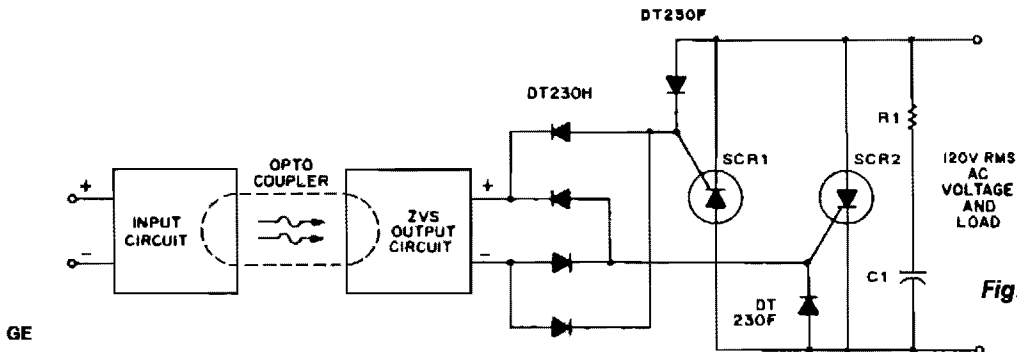 DT230F
DT230H
OPTO
COUPLER
+
INPUT
CIRCUIT
–
ZVS
OUTPUT
CIRCUIT
+
–
SCR1
SCR2
R1
120V RMS
AC
VOLTAGE
AND
LOAD
C1
DT
230F
Fig.
GE